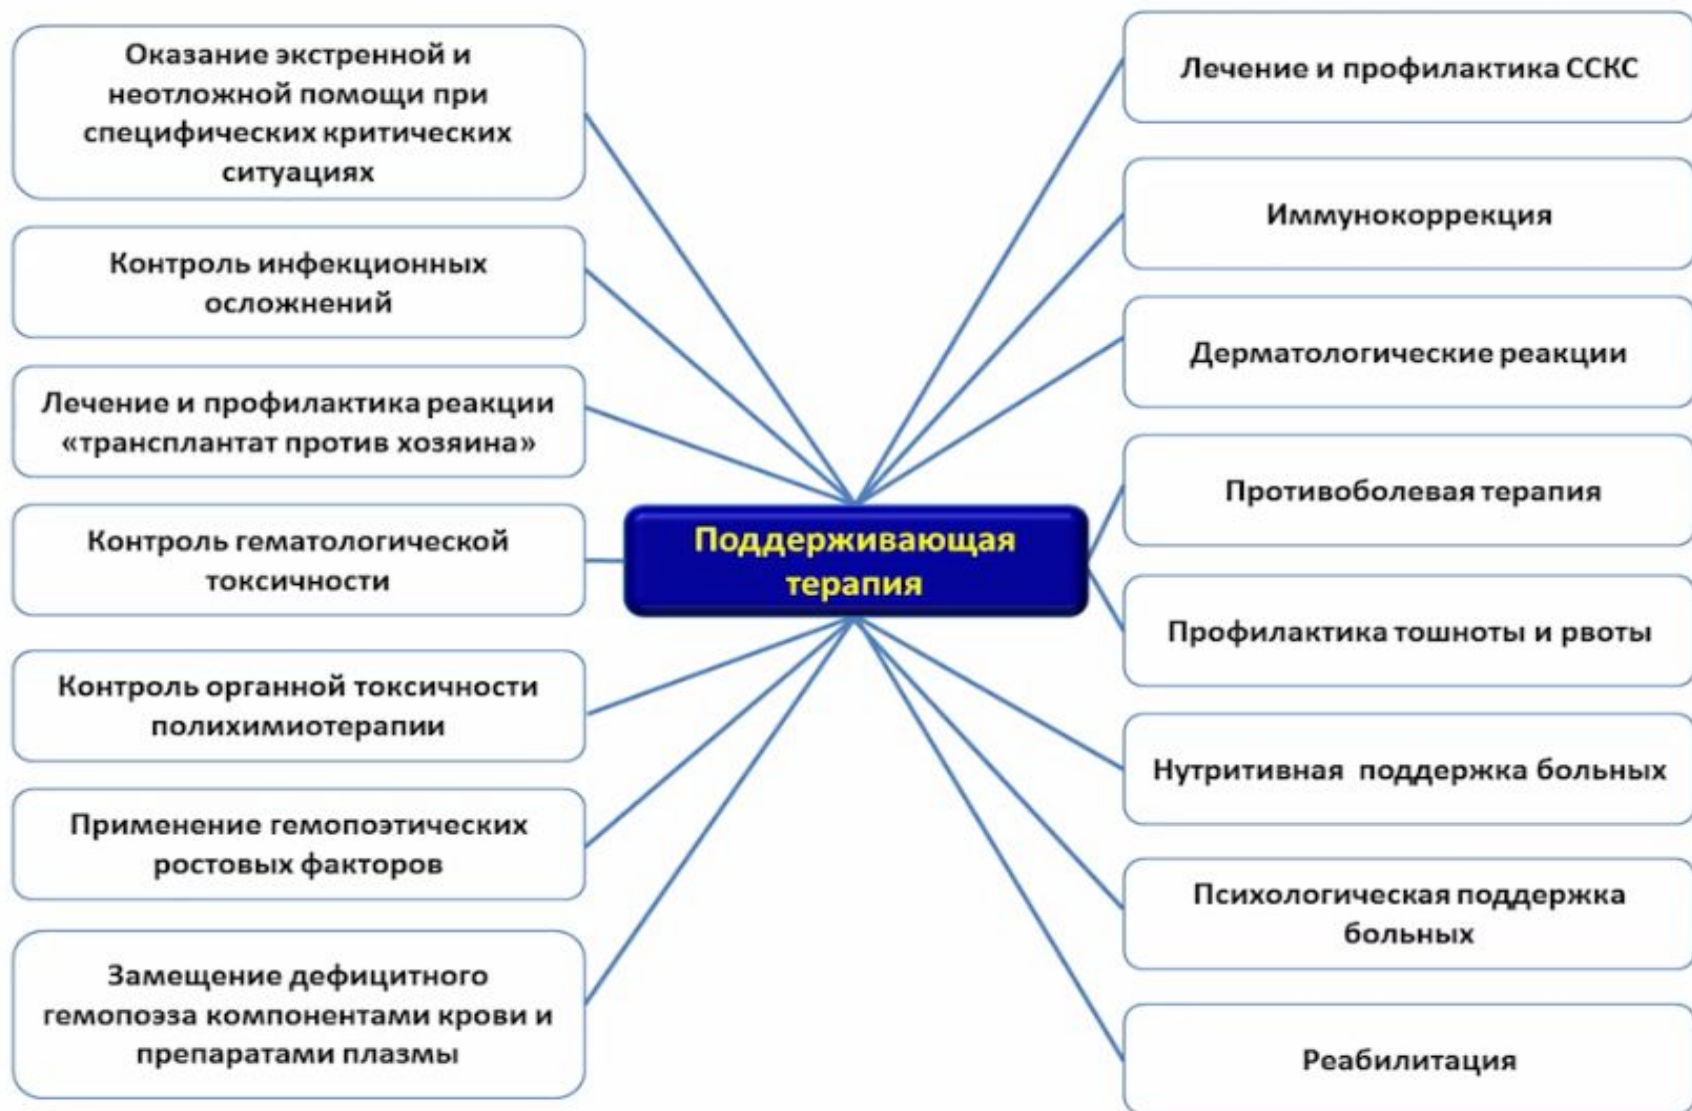 Оказание экстренной и
неотложной помощи при
специфических критических
ситуациях
Контроль инфекционных
осложнений
Лечение и профилактика реакции
«трансплантат против хозяина»
Контроль гематологической
токсичности
Контроль органной токсичности
полихимиотерапии
Применение гемопоэтических
ростовых факторов
Замещение дефицитного
гемопоэза компонентами крови и
препаратами плазмы
Поддерживающая
терапия
Лечение и профилактика ССКС
Иммунокоррекция
Дерматологические реакции
Противоболевая терапия
Профилактика тошноты и рвоты
Нутритивная поддержка больных
Психологическая поддержка
больных
Реабилитация